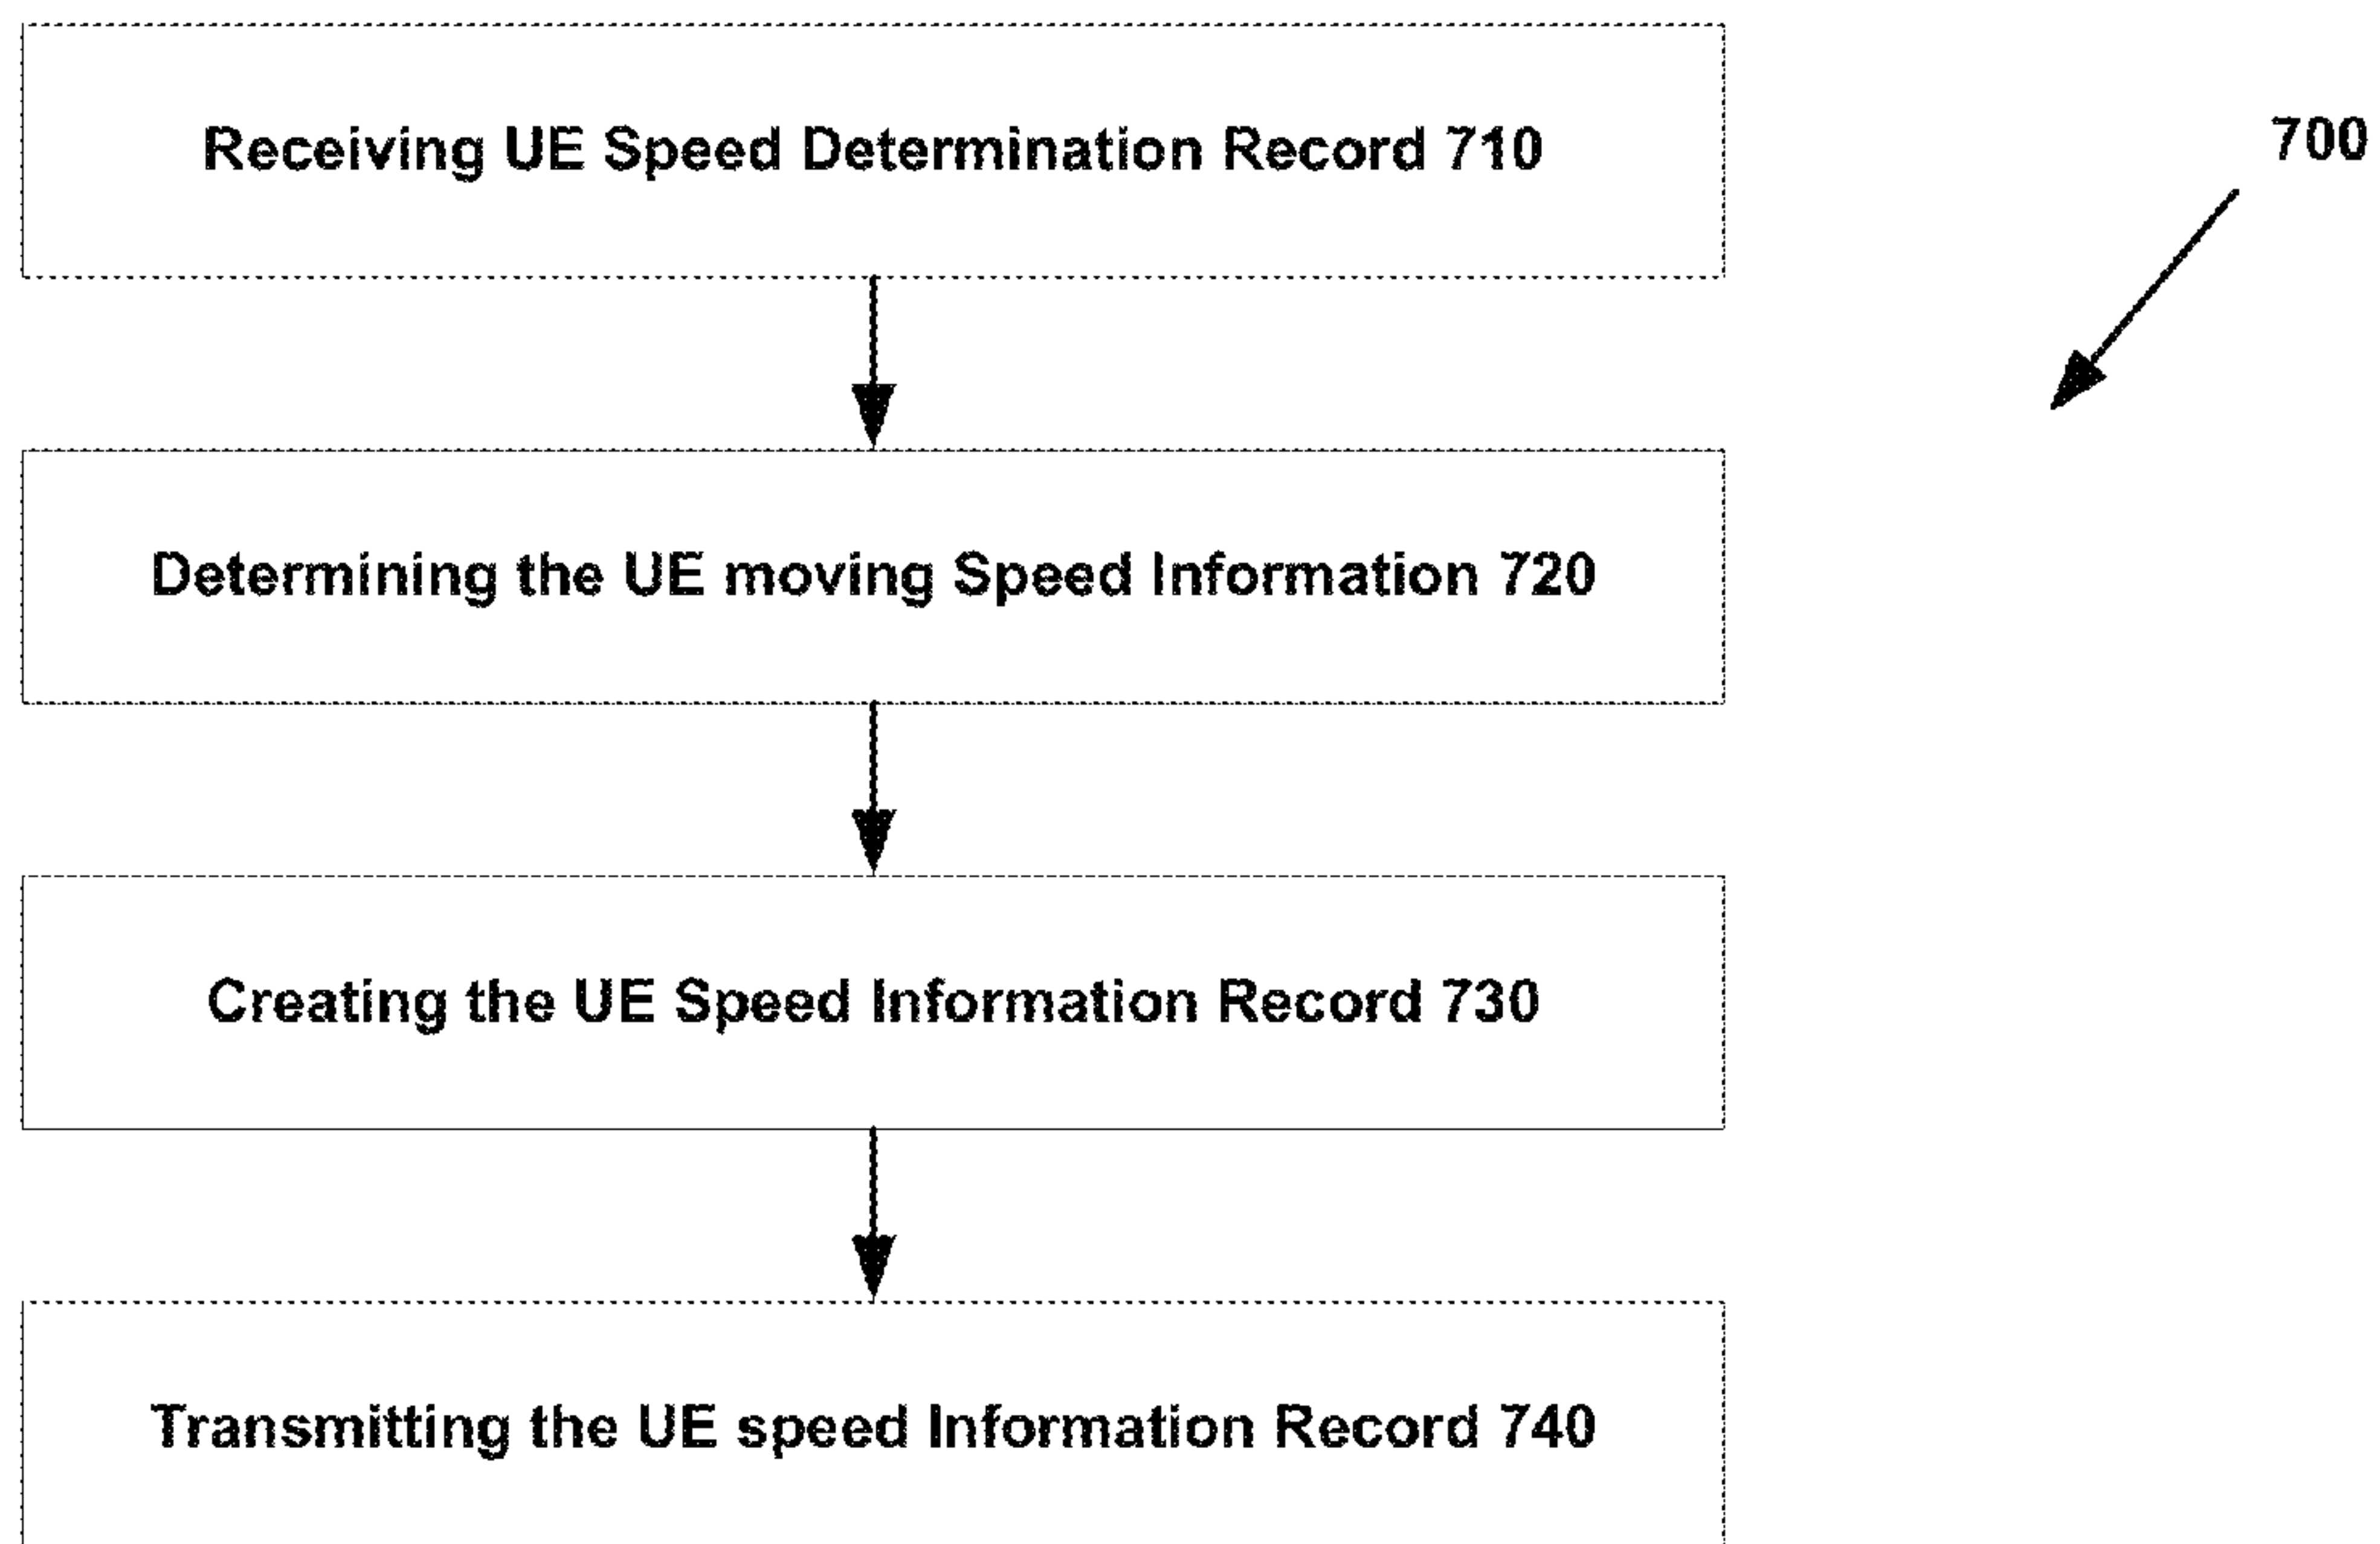 Receiving UE Speed Determination Record 710
700
Determining the UE moving Speed Information 720
Creating the UE Speed Information Record 730
Transmitting the UE speed Information Record 740